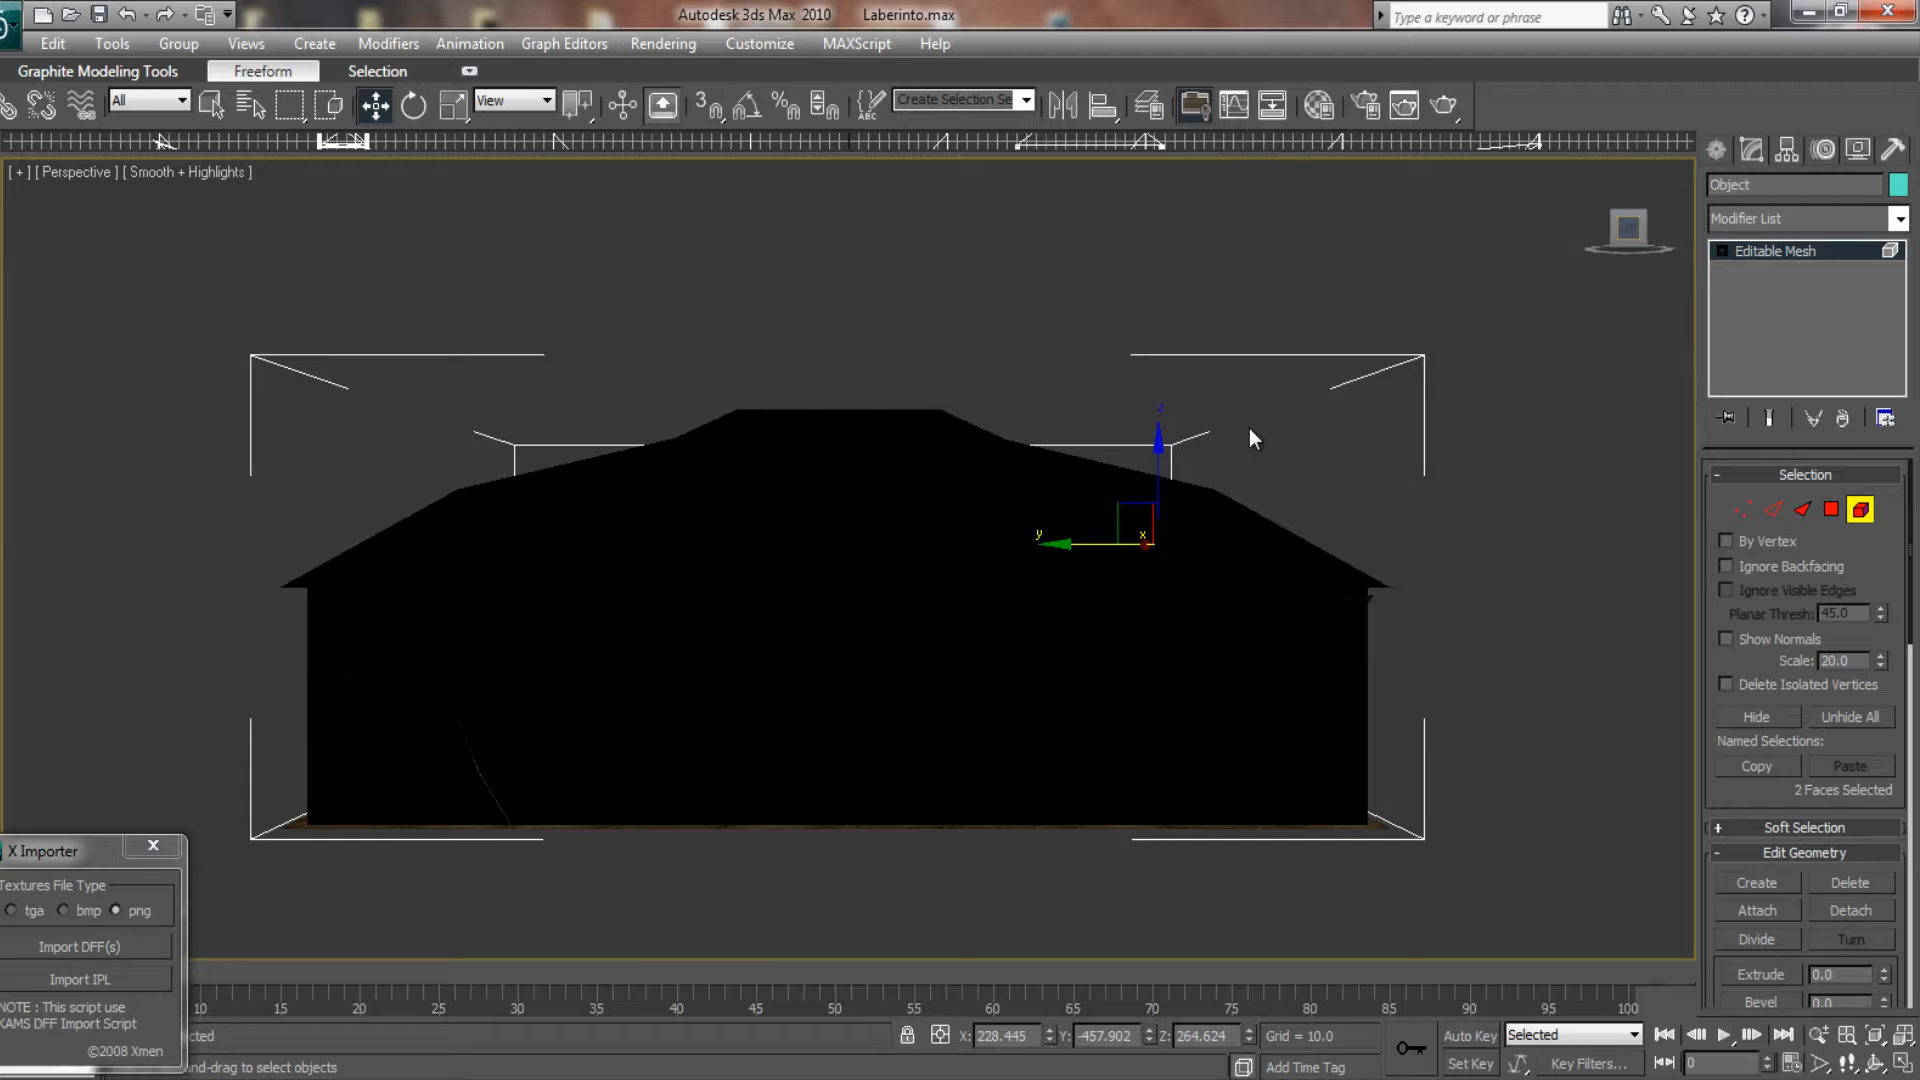 Autodesk 3ds Max 2010 Laberinto.max
Type a keyword or phrase
Edit Tools Group Views Create Modifiers Animation Graph Editors Rendering Customize MAXScript Help
Graphite Modeling Tools Freeform Selection
All View Create Selection Se
ABC
3 %
[ + ] [ Perspective ] [ Smooth + Highlights ]
Object
Modifier List
Editable Mesh
z
y
x
Selection
By Vertex
Ignore Backfacing
Ignore Visible Edges
Planar Thresh: 45.0
Show Normals
Scale: 20.0
Delete Isolated Vertices
Hide Unhide All
Named Selections:
Copy Paste
2 Faces Selected
Soft Selection
Edit Geometry
Create Delete
Attach Detach
Divide Turn
Extrude 0.0
Bevel 0.0
X Importer
Textures File Type
tga bmp png
Import DFF(s)
Import IPL
NOTE : This script use
KAMS DFF Import Script
©2008 Xmen
10 15 20 25 30 35 40 45 50 55 60 65 70 75 80 85 90 95 100
cted X: 228.445 Y: -457.902 Z: 264.624 Grid = 10.0 Auto Key Selected
nd-drag to select objects Add Time Tag Set Key Key Filters... 0